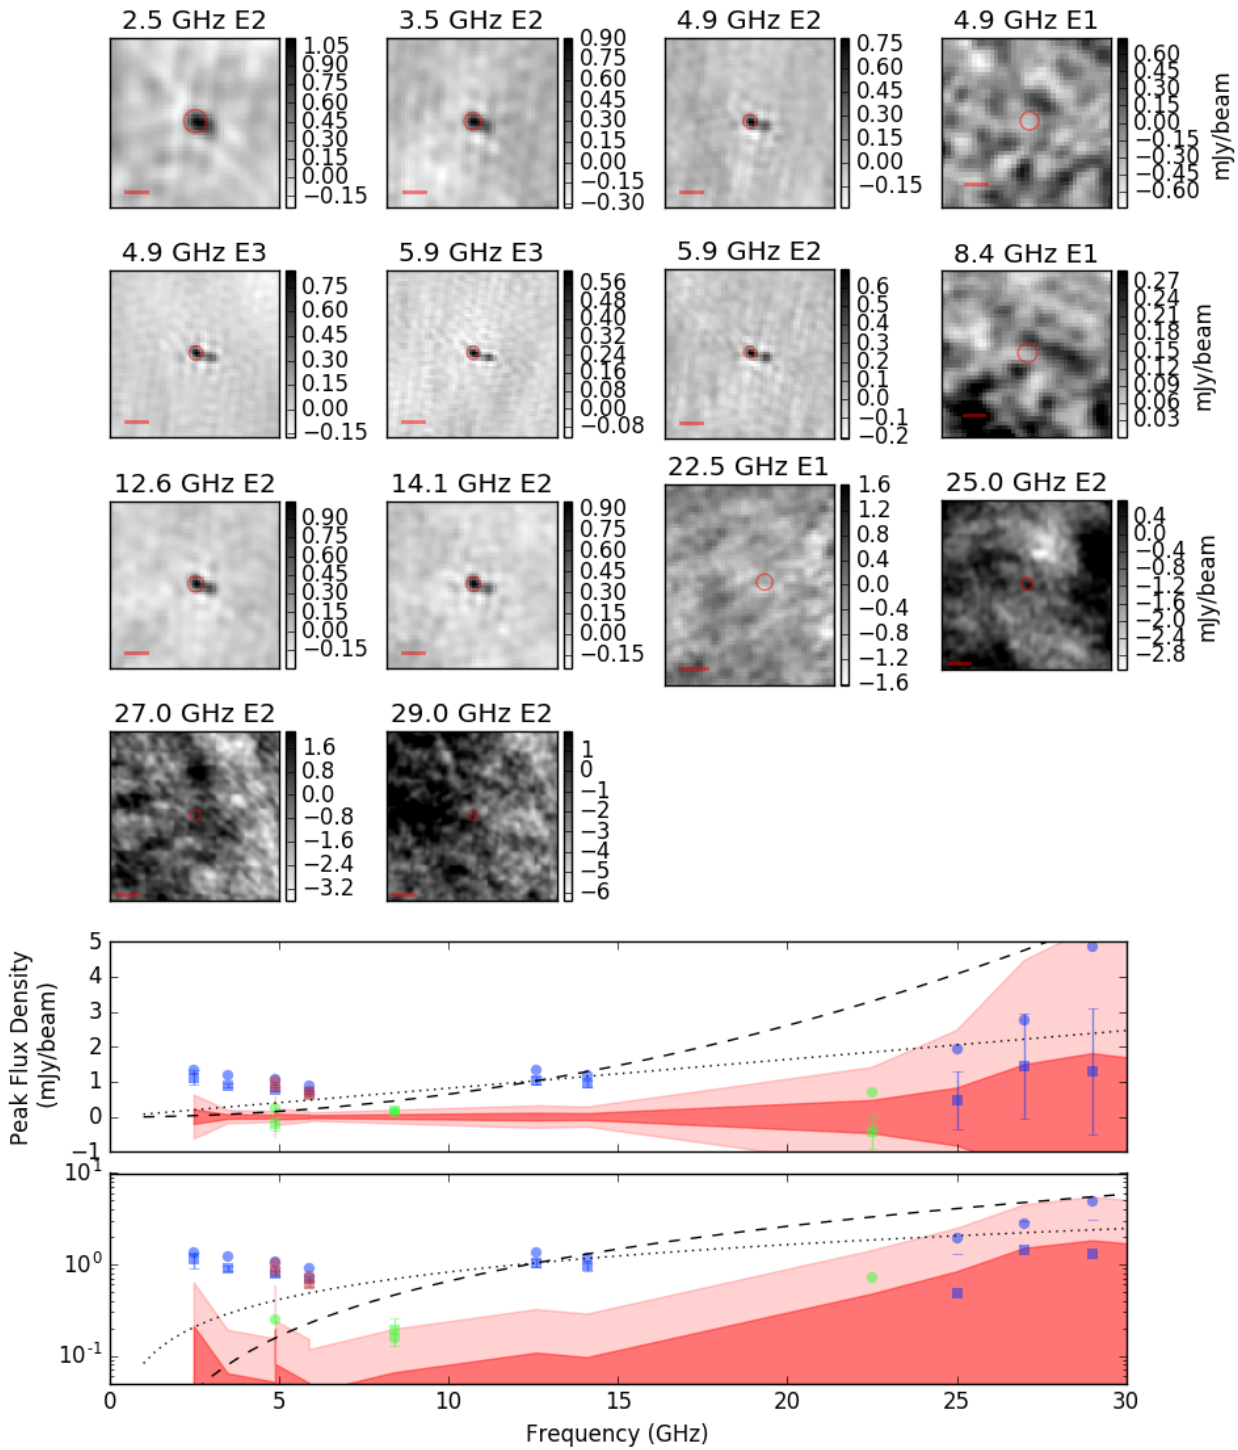 2.5 GHz E2 3.5 GHz E2 4.9 GHz E2 4.9 GHz E1
1.05 0.90 0.75 0.60
0.90 0.75 0.60 0.45
0.75 0.60 0.45 0.30
0.60 0.45 0.30 0.15
0.45 0.30 0.15 0.00
0.30 0.15 0.00 −0.15
0.15 0.00 −0.15 −0.30
0.00 −0.15 −0.45
−0.15 −0.30 −0.60
mJy/beam
4.9 GHz E3 5.9 GHz E3 5.9 GHz E2 8.4 GHz E1
0.75 0.56 0.6 0.27
0.60 0.48 0.5 0.24
0.45 0.40 0.4 0.21
0.30 0.32 0.3 0.18
0.15 0.24 0.2 0.15
0.00 0.16 0.1 0.12
−0.15 0.08 0.0 0.09
0.00 −0.1 0.06
−0.08 −0.2 0.03
mJy/beam
12.6 GHz E2 14.1 GHz E2 22.5 GHz E1 25.0 GHz E2
0.90 0.90 1.6 0.4
0.75 0.75 1.2 0.0
0.60 0.60 0.8 −0.4
0.45 0.45 0.4 −0.8
0.30 0.30 0.0 −1.2
0.15 0.15 −0.4 −1.6
0.00 0.00 −0.8 −2.0
−0.15 −0.15 −1.2 −2.4
−1.6 −2.8
mJy/beam
27.0 GHz E2 29.0 GHz E2
1.6 1
0.8 0
0.0 −1
−0.8 −2
−1.6 −3
−2.4 −4
−3.2 −5
−6
Peak Flux Density
(mJy/beam)
5
4
3
2
1
0
−1
10¹
10⁰
10⁻¹
0 5 10 15 20 25 30
Frequency (GHz)